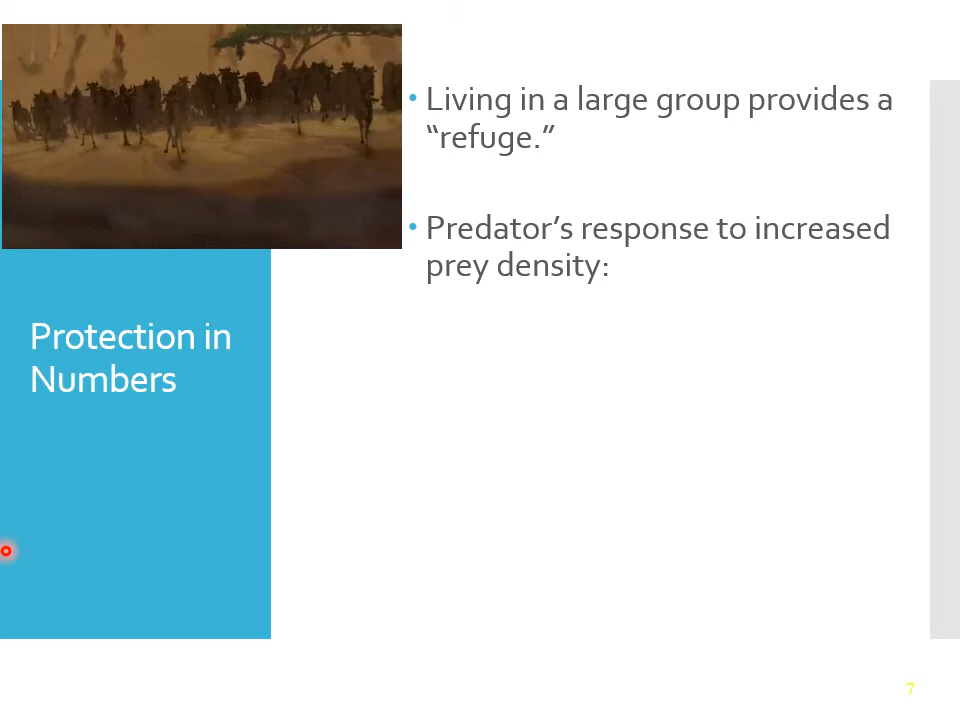 Living in a large group provides a
“refuge.”
Predator’s response to increased
prey density:
Protection in
Numbers
7